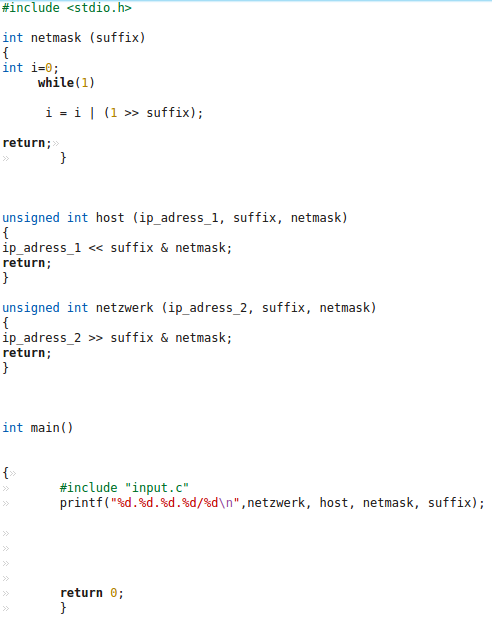 #include <stdio.h>
int netmask (suffix)
{
int i=0;
while(1)
i = i | (1 >> suffix);
return;»
» }
unsigned int host (ip_adress_1, suffix, netmask)
{
ip_adress_1 << suffix & netmask;
return;
}
unsigned int netzwerk (ip_adress_2, suffix, netmask)
{
ip_adress_2 >> suffix & netmask;
return;
}
int main()
{»
» #include "input.c"
» printf("%d.%d.%d.%d/%d\n",netzwerk, host, netmask, suffix);
»
»
»
»
» return 0;
» }